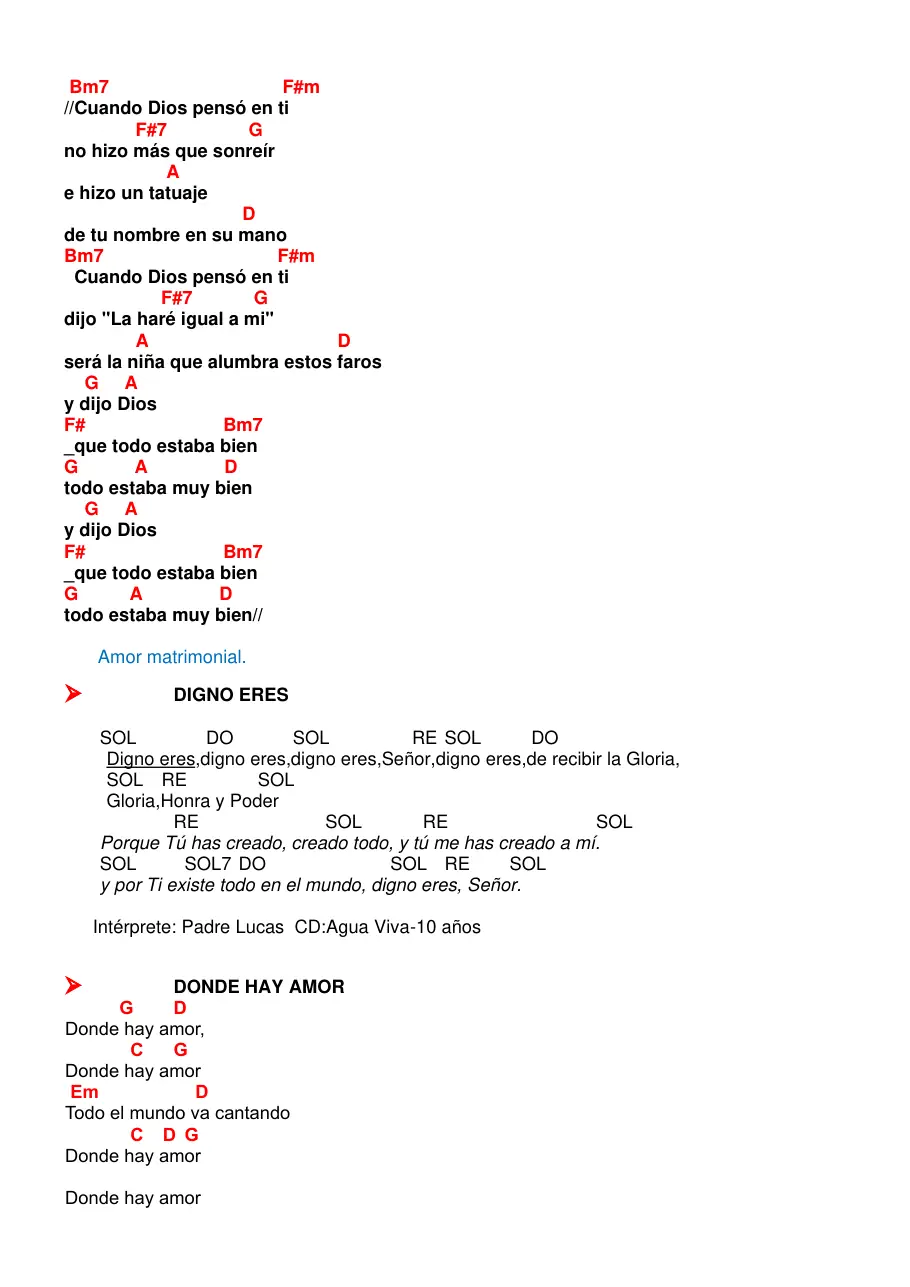 Bm7 F#m
//Cuando Dios pensó en ti
F#7 G
no hizo más que sonreír
A
e hizo un tatuaje
D
de tu nombre en su mano
Bm7 F#m
Cuando Dios pensó en ti
F#7 G
dijo "La haré igual a mi"
A D
será la niña que alumbra estos faros
G A
y dijo Dios
F# Bm7
_que todo estaba bien
G A D
todo estaba muy bien
G A
y dijo Dios
F# Bm7
_que todo estaba bien
G A D
todo estaba muy bien//
Amor matrimonial.
➢ DIGNO ERES
SOL DO SOL RE SOL DO
Digno eres,digno eres,digno eres,Señor,digno eres,de recibir la Gloria,
SOL RE SOL
Gloria,Honra y Poder
RE SOL RE SOL
Porque Tú has creado, creado todo, y tú me has creado a mí.
SOL SOL7 DO SOL RE SOL
y por Ti existe todo en el mundo, digno eres, Señor.
Intérprete: Padre Lucas CD:Agua Viva-10 años
➢ DONDE HAY AMOR
G D
Donde hay amor,
C G
Donde hay amor
Em D
Todo el mundo va cantando
C D G
Donde hay amor
Donde hay amor